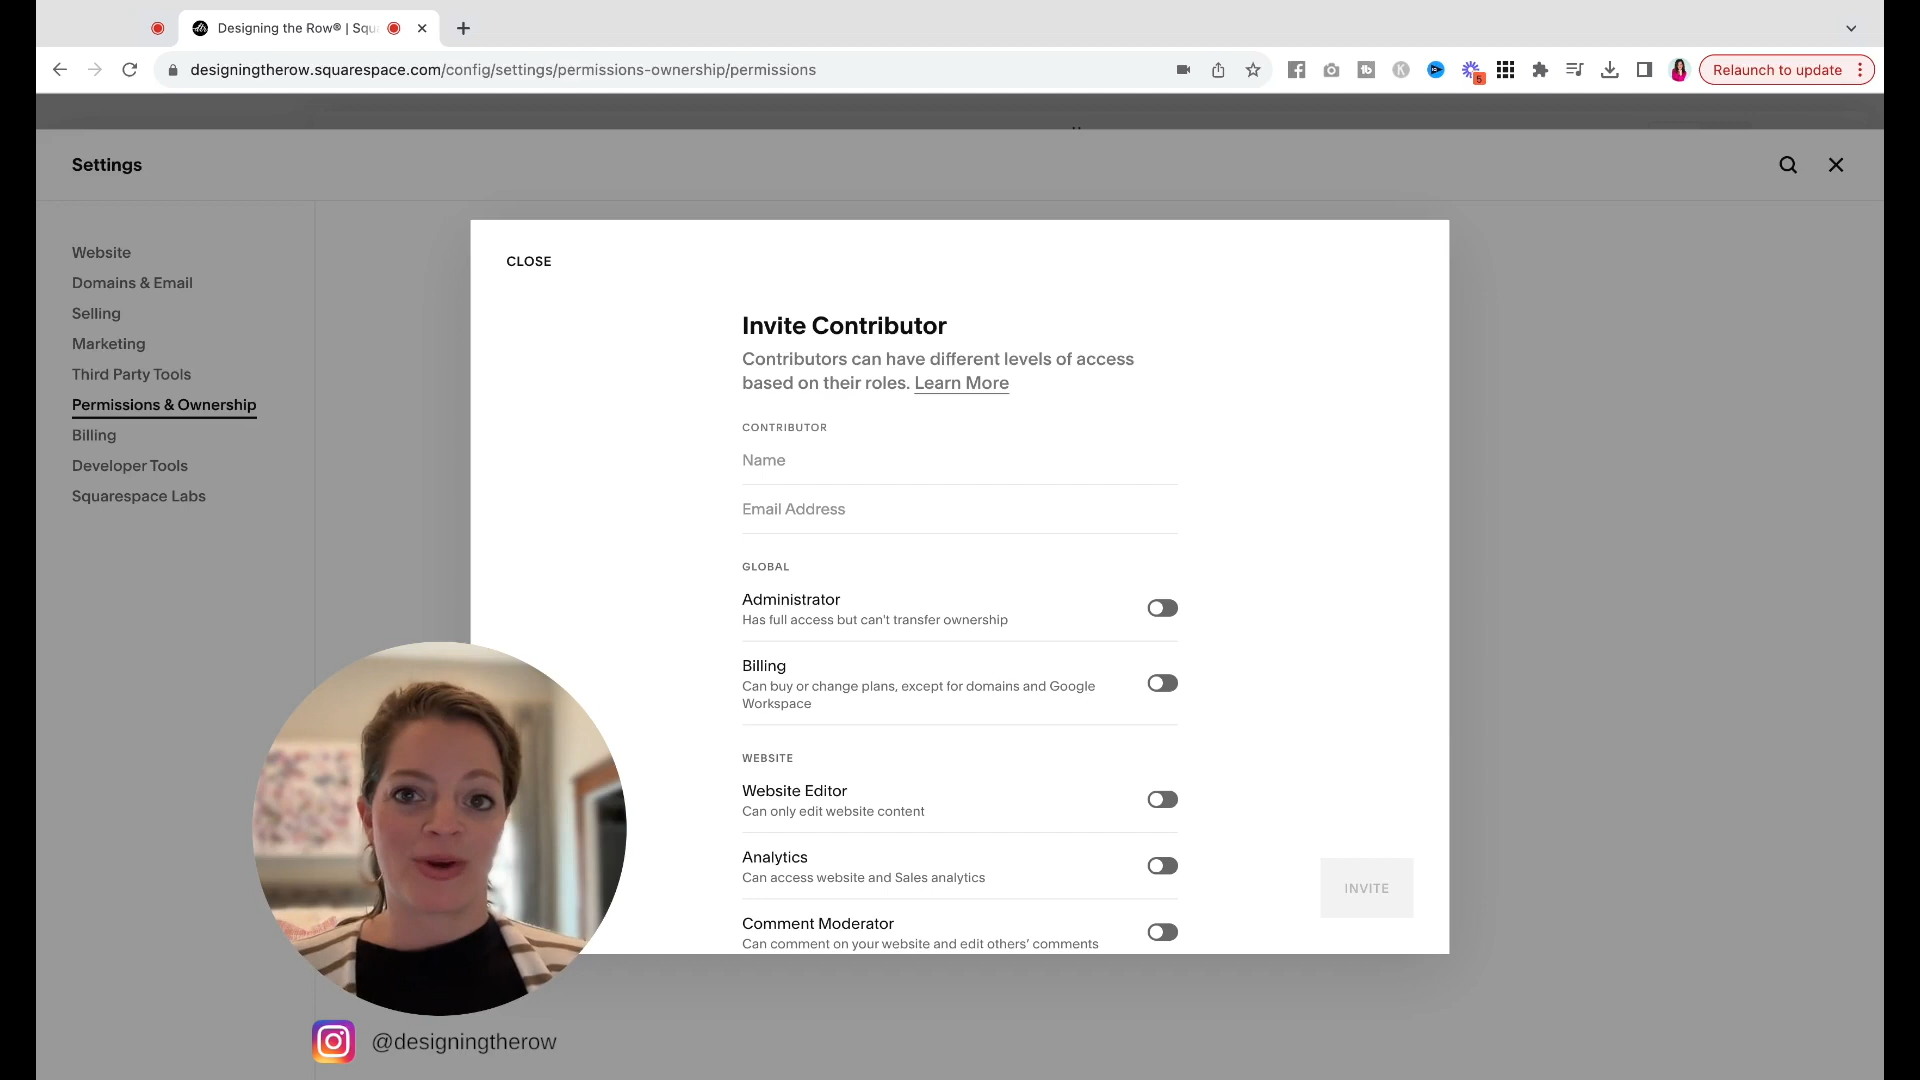 Designing the Row® | Squ
designingtherow.squarespace.com/config/settings/permissions-ownership/permissions
5
Relaunch to update
Settings
Website
Domains & Email
Selling
Marketing
Third Party Tools
Permissions & Ownership
Billing
Developer Tools
Squarespace Labs
CLOSE
Invite Contributor
Contributors can have different levels of access
based on their roles. Learn More
CONTRIBUTOR
Name
Email Address
GLOBAL
Administrator
Has full access but can't transfer ownership
Billing
Can buy or change plans, except for domains and Google
Workspace
WEBSITE
Website Editor
Can only edit website content
Analytics
Can access website and Sales analytics
Comment Moderator
Can comment on your website and edit others’ comments
INVITE
@designingtherow